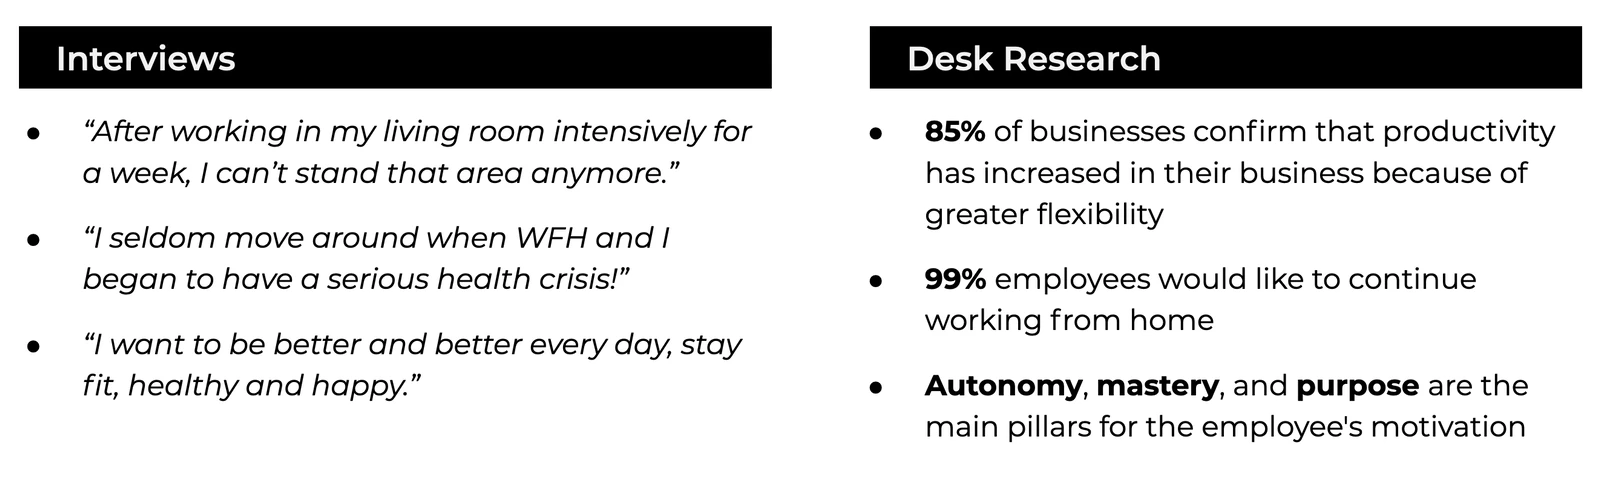 Interviews
● “After working in my living room intensively for
a week, I can’t stand that area anymore.”
● “I seldom move around when WFH and I
began to have a serious health crisis!”
● “I want to be better and better every day, stay
fit, healthy and happy.”
Desk Research
● 85% of businesses confirm that productivity
has increased in their business because of
greater flexibility
● 99% employees would like to continue
working from home
● Autonomy, mastery, and purpose are the
main pillars for the employee's motivation